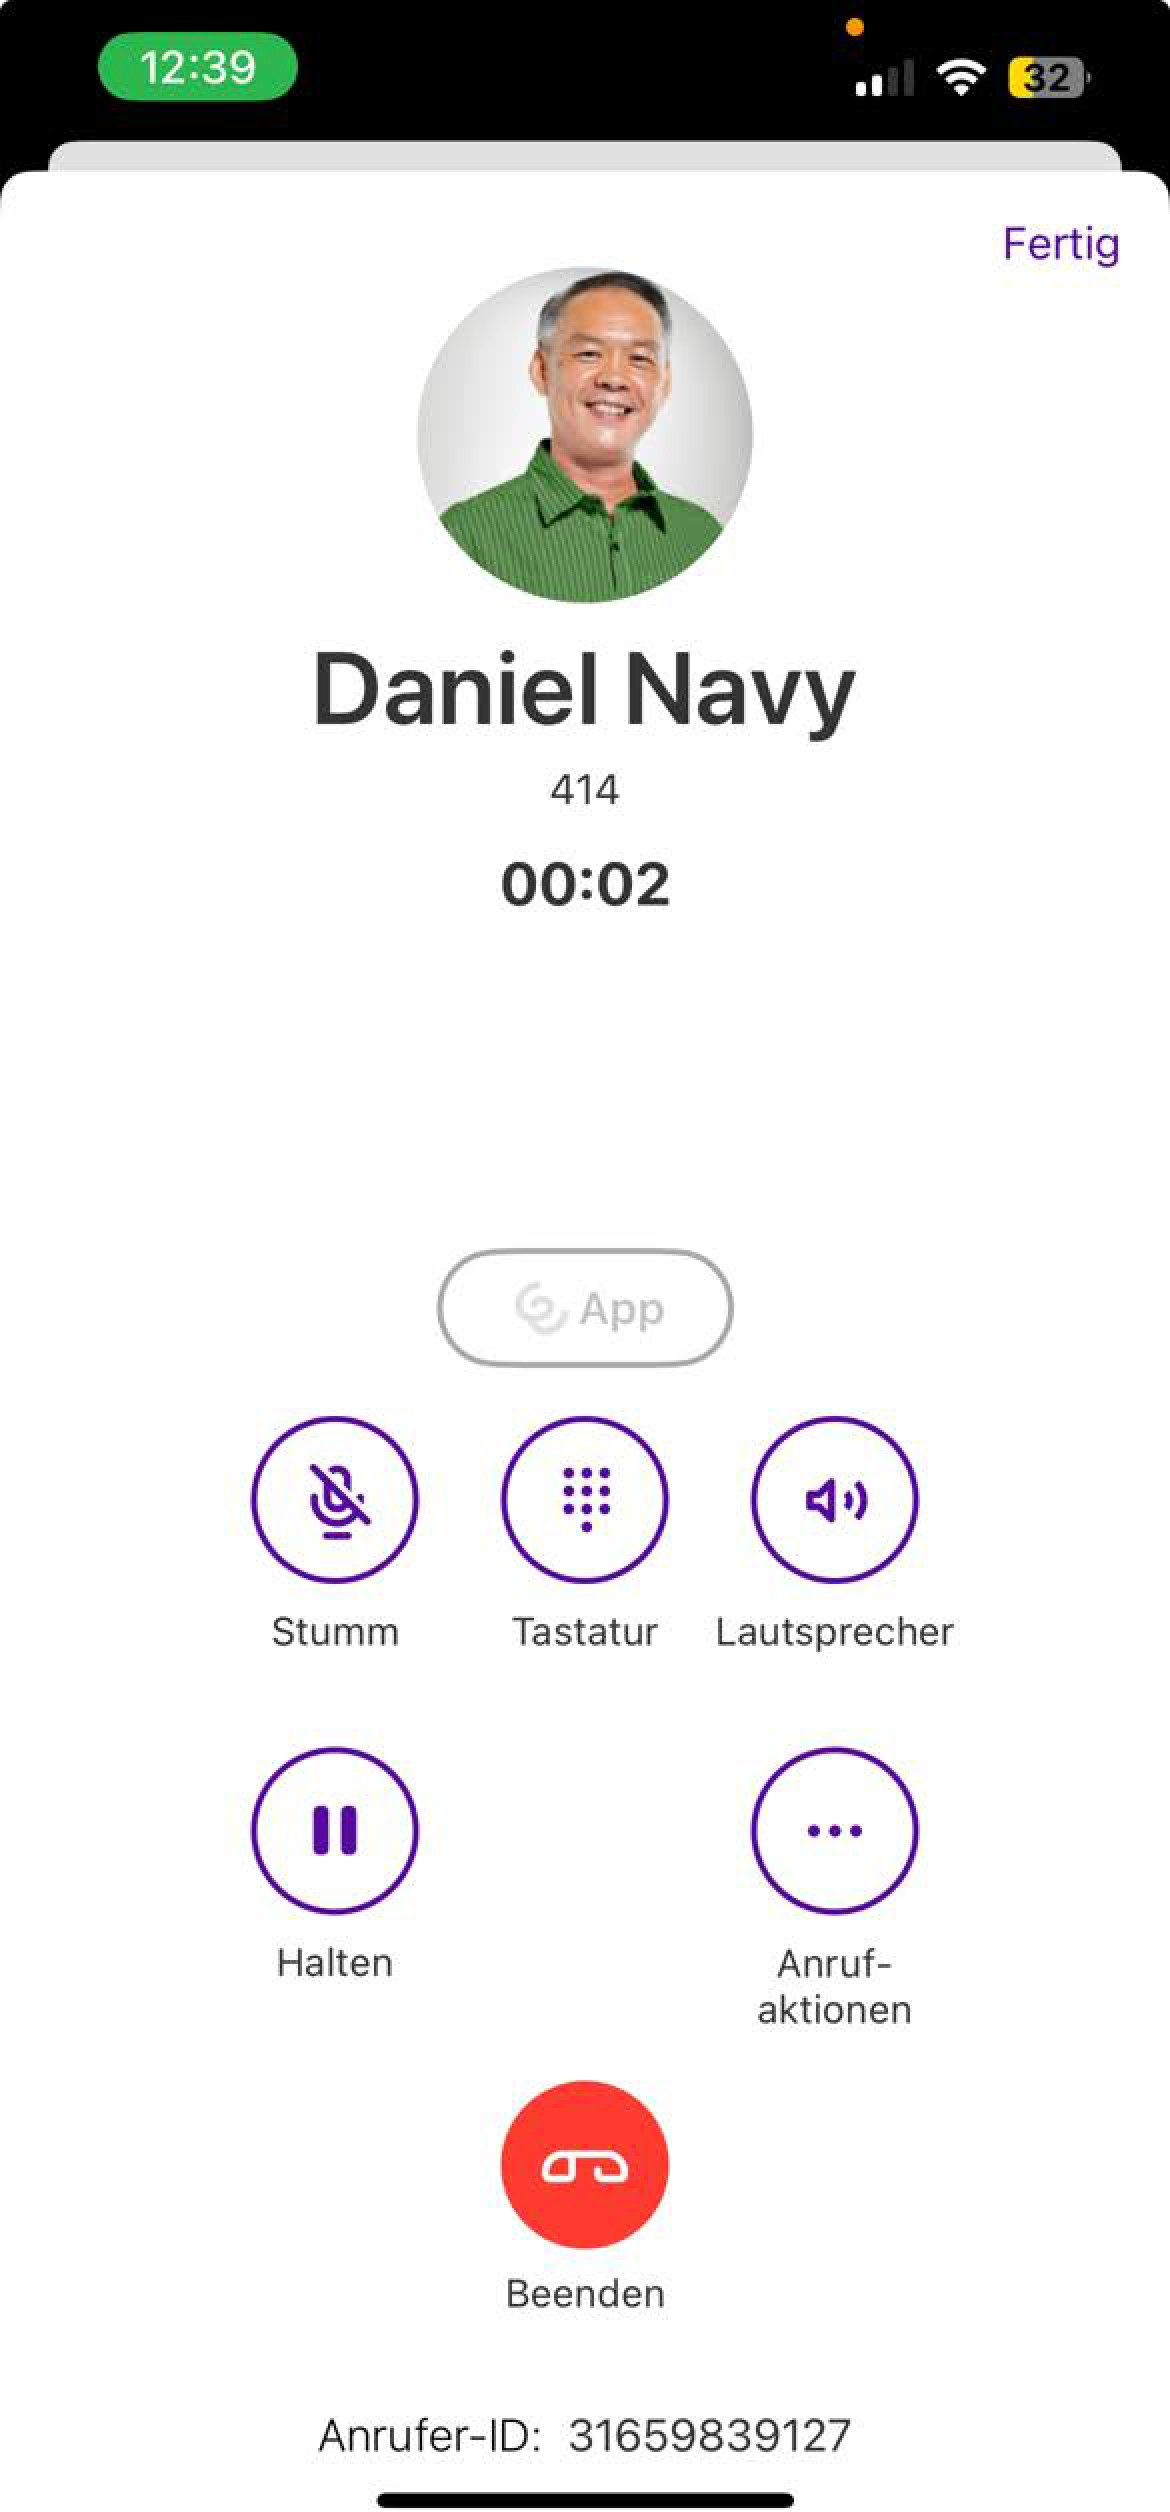 12:39
32
Fertig
Daniel Navy
414
00:02
App
Stumm Tastatur Lautsprecher
Halten
Anruf-
aktionen
Beenden
Anrufer-ID: 31659839127